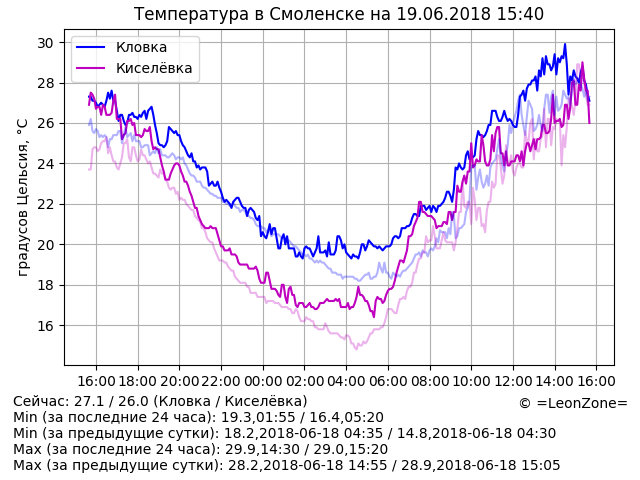 Температура в Смоленске на 19.06.2018 15:40
Кловка
Киселёвка
градусов Цельсия, °C
30
28
26
24
22
20
18
16
16:00 18:00 20:00 22:00 00:00 02:00 04:00 06:00 08:00 10:00 12:00 14:00 16:00
Сейчас: 27.1 / 26.0 (Кловка / Киселёвка)
© =LeonZone=
Min (за последние 24 часа): 19.3,01:55 / 16.4,05:20
Min (за предыдущие сутки): 18.2,2018-06-18 04:35 / 14.8,2018-06-18 04:30
Max (за последние 24 часа): 29.9,14:30 / 29.0,15:20
Max (за предыдущие сутки): 28.2,2018-06-18 14:55 / 28.9,2018-06-18 15:05